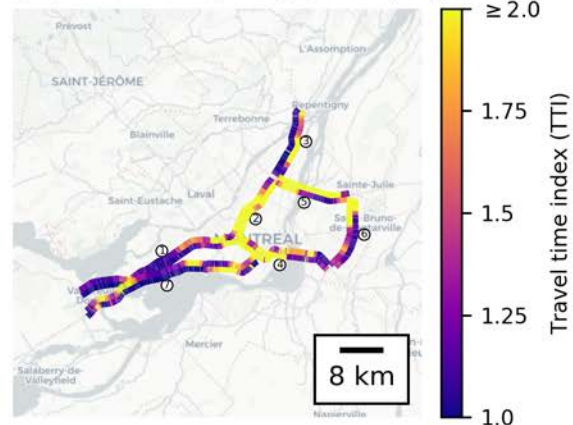 Prévost
L'Assomption
SAINT-JÉRÔME
Repentigny
Terrebonne
③
Blainville
Sainte-Julie
Saint-Eustache
Laval
⑤
②
MONTREAL
⑥
①
④
⑦
Mercier
Salaberry-de-
Valleyfield
8 km
Napierville
≥ 2.0
1.75
1.5
1.25
1.0
Travel time index (TTI)